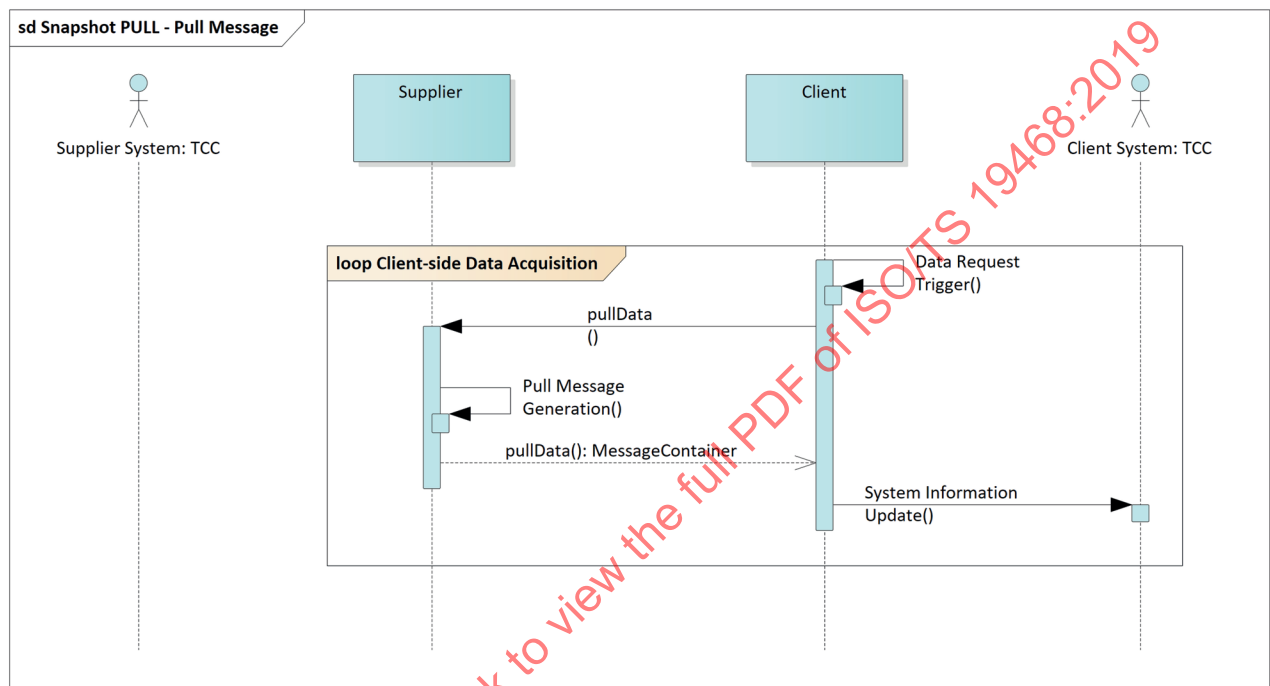 sd Snapshot PULL - Pull Message
Supplier
Client
Supplier System: TCC
Client System: TCC
loop Client-side Data Acquisition
Data Request
Trigger()
pullData
()
Pull Message
Generation()
pullData(): MessageContainer
System Information
Update()
to view the full PDF of ISO/TS 19468:2019